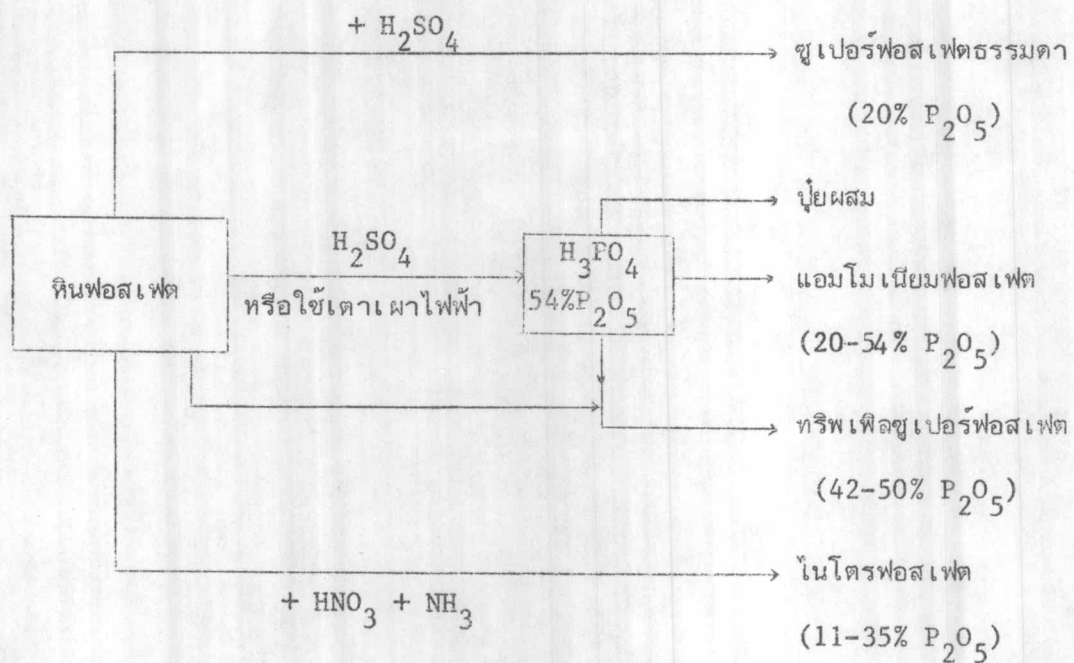 + H₂SO₄
ซูเปอร์ฟอสเฟตธรรมดา
(20% P₂O₅)
ปุ๋ยผสม
H₂SO₄
H₃PO₄
หินฟอสเฟต
แอมโมเนียมฟอสเฟต
หรือใช้เตาเผาไฟฟ้า
54%P₂O₅
(20-54% P₂O₅)
ทริพเพิลซูเปอร์ฟอสเฟต
(42-50% P₂O₅)
ไนโตรฟอสเฟต
+ HNO₃ + NH₃
(11-35% P₂O₅)